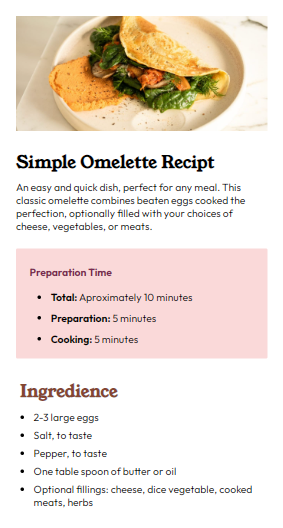 Simple Omelette Recipt
An easy and quick dish, perfect for any meal. This
classic omelette combines beaten eggs cooked the
perfection, optionally filled with your choices of
cheese, vegetables, or meats.
Preparation Time
Total: Aproximately 10 minutes
Preparation: 5 minutes
Cooking: 5 minutes
Ingredience
2-3 large eggs
Salt, to taste
Pepper, to taste
One table spoon of butter or oil
Optional fillings: cheese, dice vegetable, cooked
meats, herbs